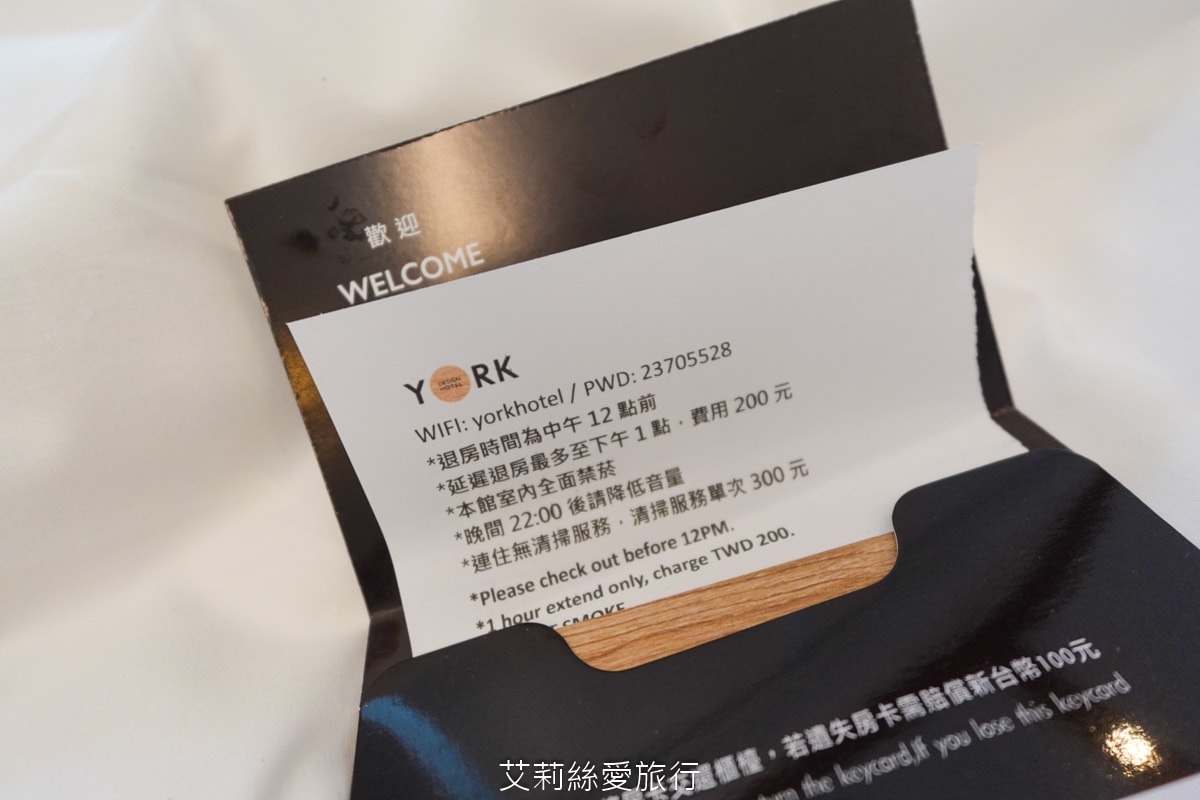 歡迎
WELCOME
YORK
DESIGN
HOTEL
WIFI: yorkhotel / PWD: 23705528
*退房時間為中午 12 點前
*延遲退房最多至下午 1 點，費用 200 元
*本館室內全面禁菸
*晚間 22:00 後請降低音量
*連住無清掃服務，清掃服務單次 300 元
*Please check out before 12PM.
*1 hour extend only, charge TWD 200.
SMOKE
櫃檯，若遺失房卡需賠償新台幣100元
the keycard,If you lose this keycard
艾莉絲愛旅行